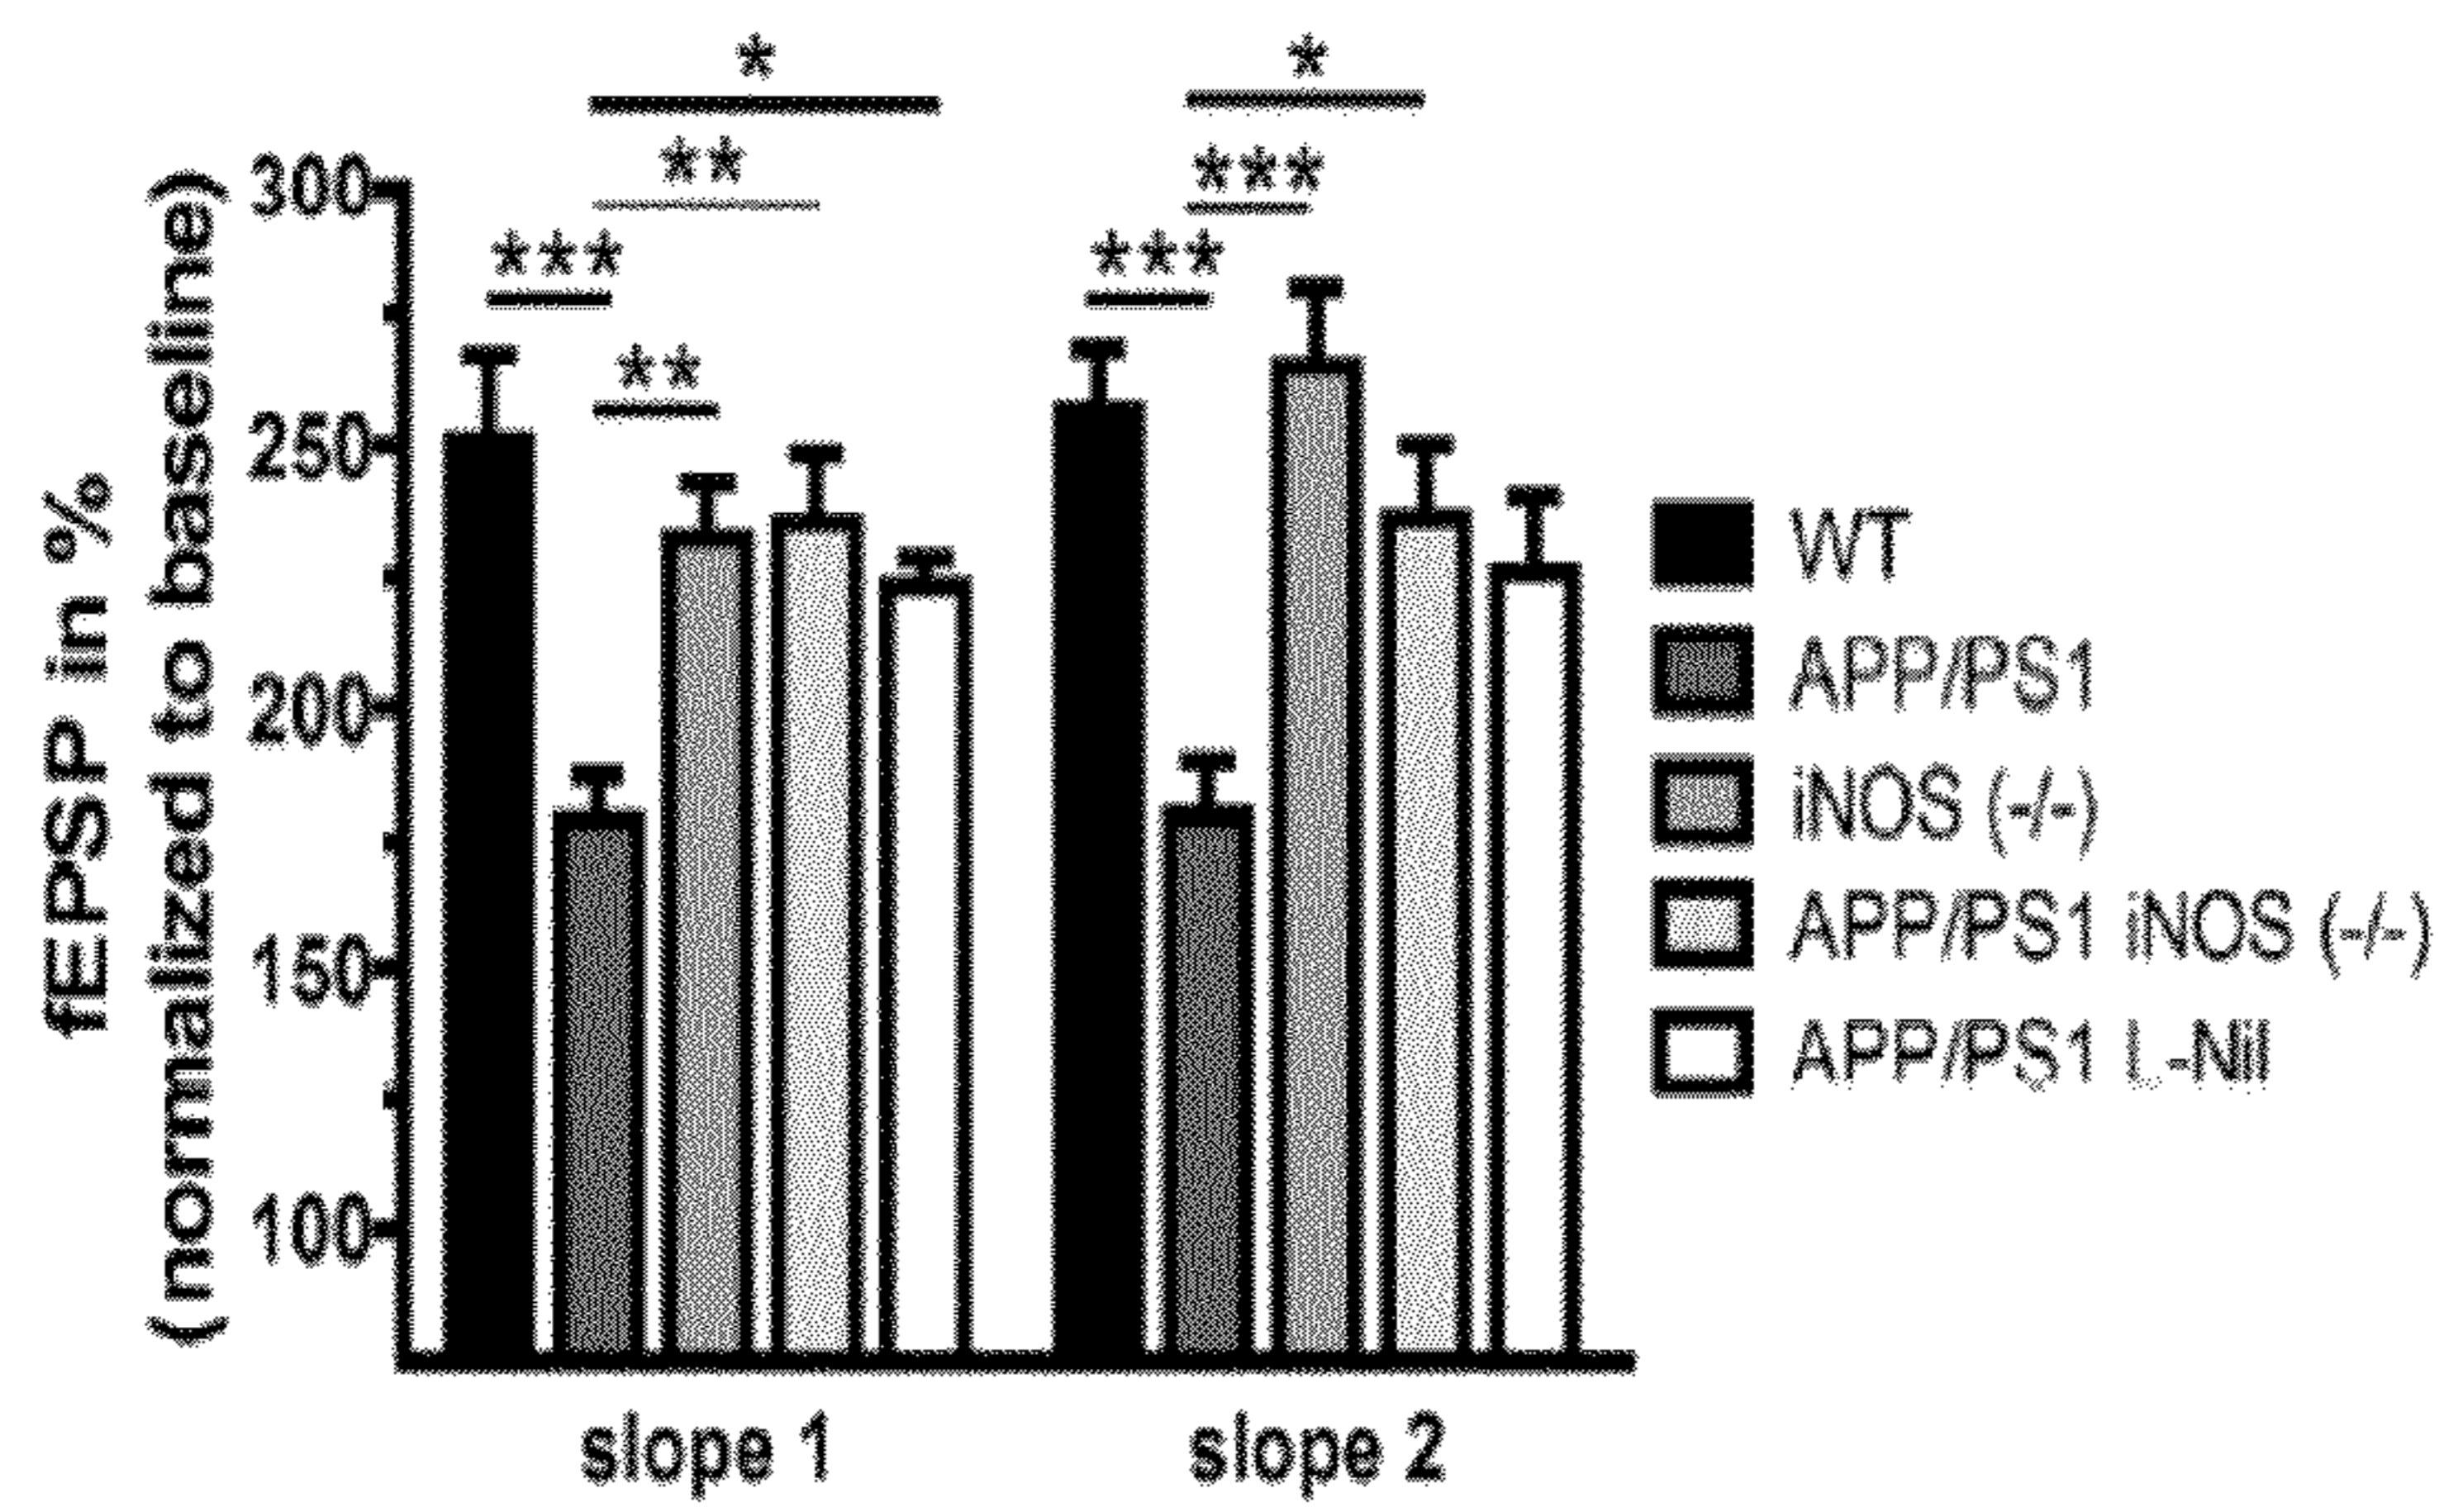 *
*
**
***
***
***
**
300
250
200
150
100
fEPSP in %
(normalized to baseline)
slope 1
slope 2
WT
APP/PS1
iNOS (-/-)
APP/PS1 iNOS (-/-)
APP/PS1 L-Nil